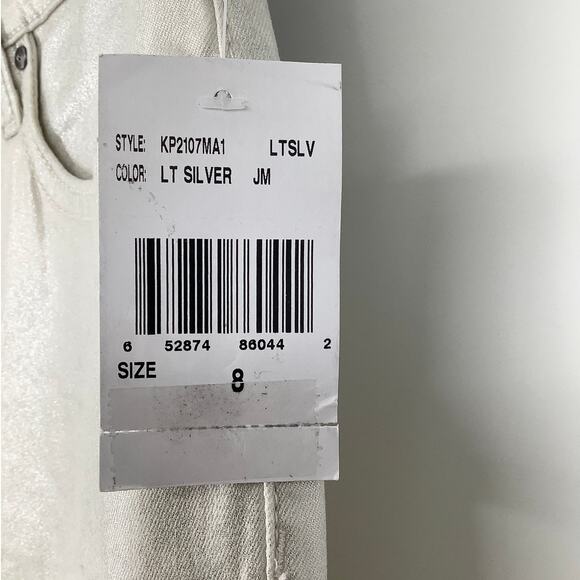 STYLE: KP2107MA1 LTSLV
COLOR: LT SILVER JM
6 52874 86044 2
SIZE 8